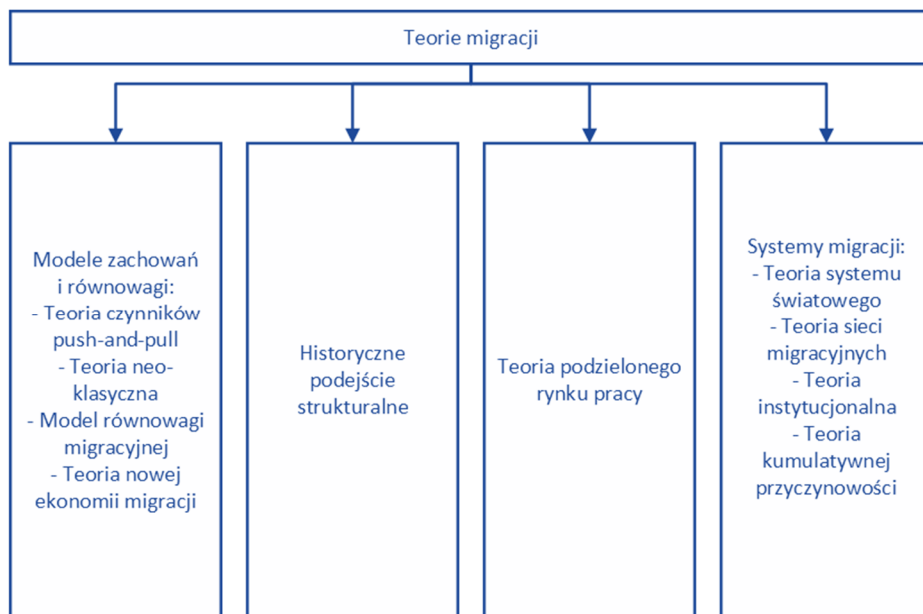 Teorie migracji
Modele zachowań
i równowagi:
- Teoria czynników
push-and-pull
- Teoria neo-
klasyczna
- Model równowagi
migracyjnej
- Teoria nowej
ekonomii migracji
Historyczne
podejście
strukturalne
Teoria podzielonego
rynku pracy
Systemy migracji:
- Teoria systemu
światowego
- Teoria sieci
migracyjnych
- Teoria
instytucjonalna
- Teoria
kumulatywnej
przyczynowości